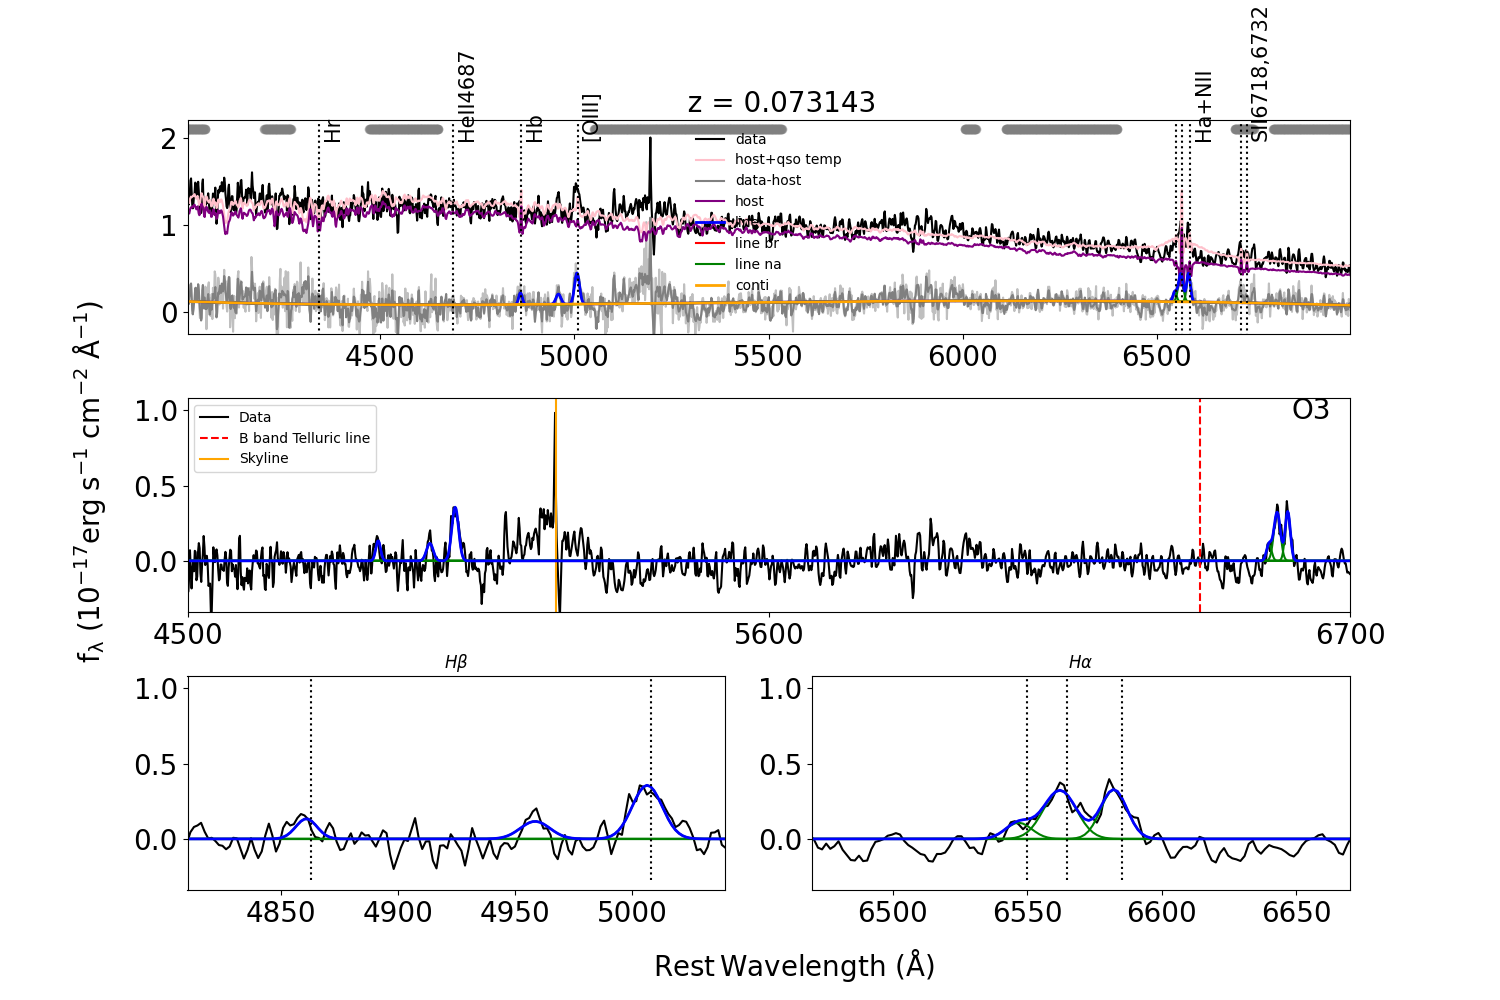 z = 0.073143
Hr
HeII4687
Hb
[OIII]
Ha+NII
SII6718,6732
data
host+qso temp
data-host
host
line
line br
line na
conti
2
1
0
4500
5000
5500
6000
6500
f_λ (10⁻¹⁷erg s⁻¹ cm⁻² Å⁻¹)
O3
Data
B band Telluric line
Skyline
1.0
0.5
0.0
4500
5600
6700
Hβ
1.0
0.5
0.0
4850
4900
4950
5000
Hα
1.0
0.5
0.0
6500
6550
6600
6650
Rest Wavelength (Å)